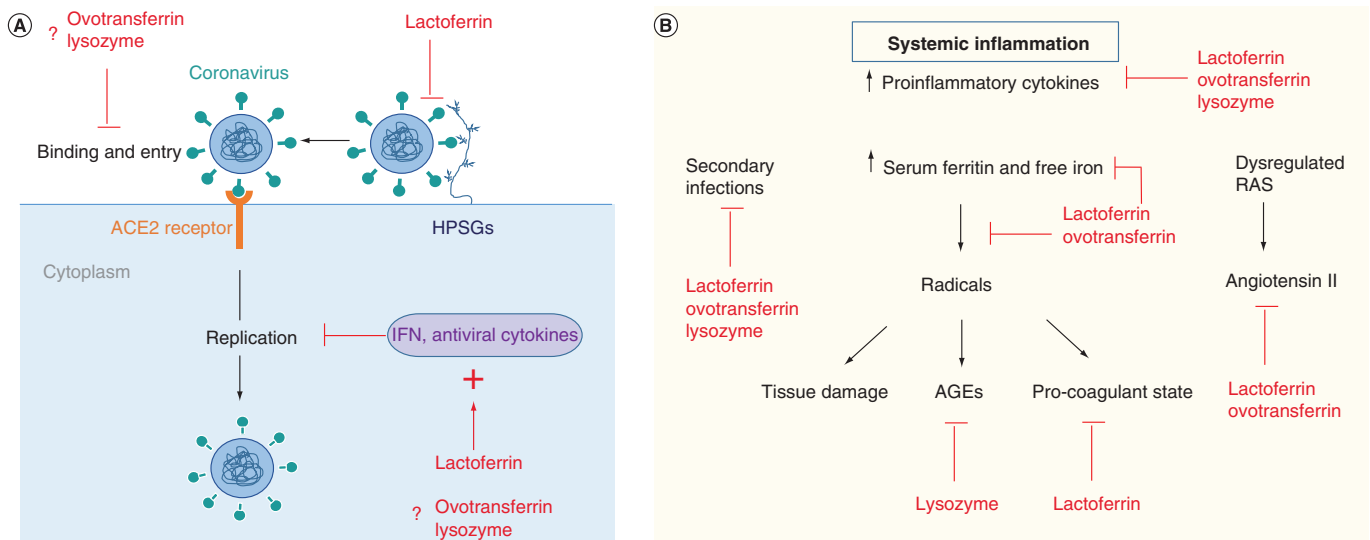 A
Ovotransferrin
? lysozyme
Lactoferrin
Coronavirus
Binding and entry
ACE2 receptor
HPSGs
Cytoplasm
Replication
IFN, antiviral cytokines
+
Lactoferrin
? Ovotransferrin
lysozyme
B
Systemic inflammation
Proinflammatory cytokines
Lactoferrin
ovotransferrin
lysozyme
Secondary
infections
Serum ferritin and free iron
Dysregulated
RAS
Lactoferrin
ovotransferrin
Lactoferrin
ovotransferrin
lysozyme
Radicals
Angiotensin II
Tissue damage
AGEs
Pro-coagulant state
Lactoferrin
ovotransferrin
Lysozyme
Lactoferrin